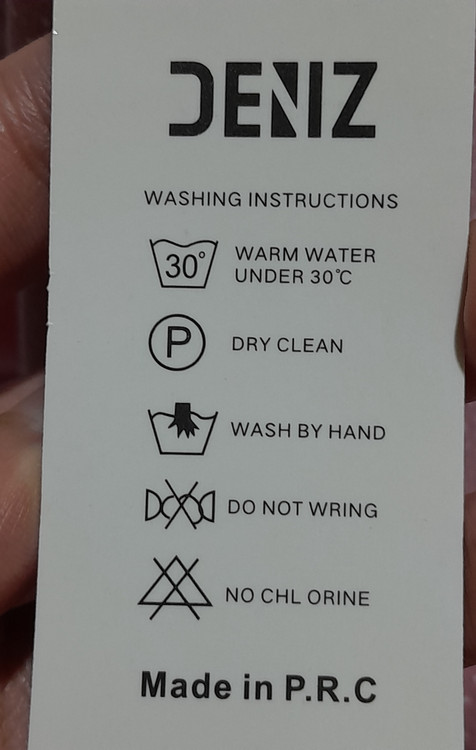 DENIZ
WASHING INSTRUCTIONS
30°
WARM WATER
UNDER 30℃
P
DRY CLEAN
WASH BY HAND
DO NOT WRING
NO CHL ORINE
Made in P.R.C